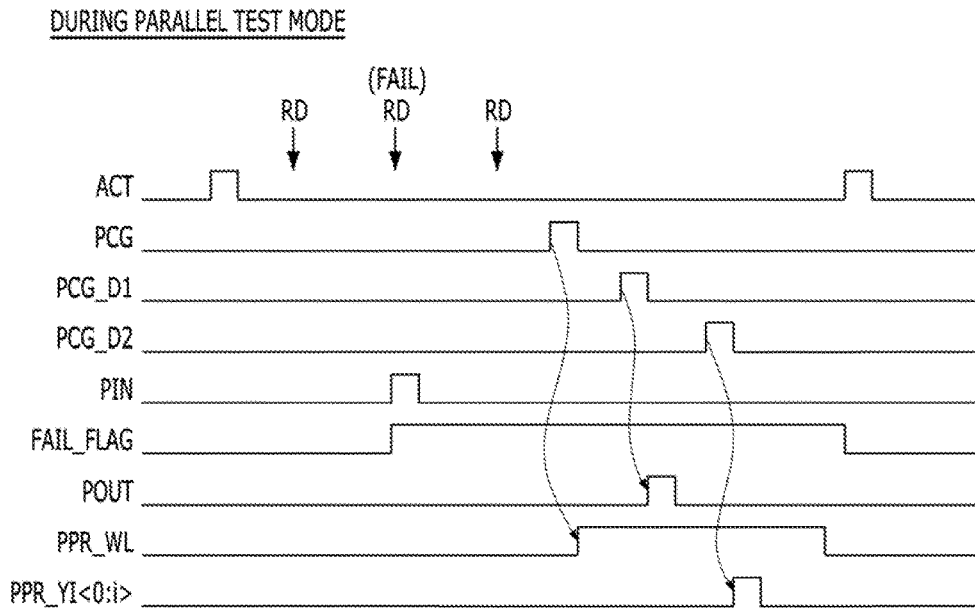 DURING PARALLEL TEST MODE
(FAIL)
RD RD RD
ACT
PCG
PCG_D1
PCG_D2
PIN
FAIL_FLAG
POUT
PPR_WL
PPR_YI<0:i>